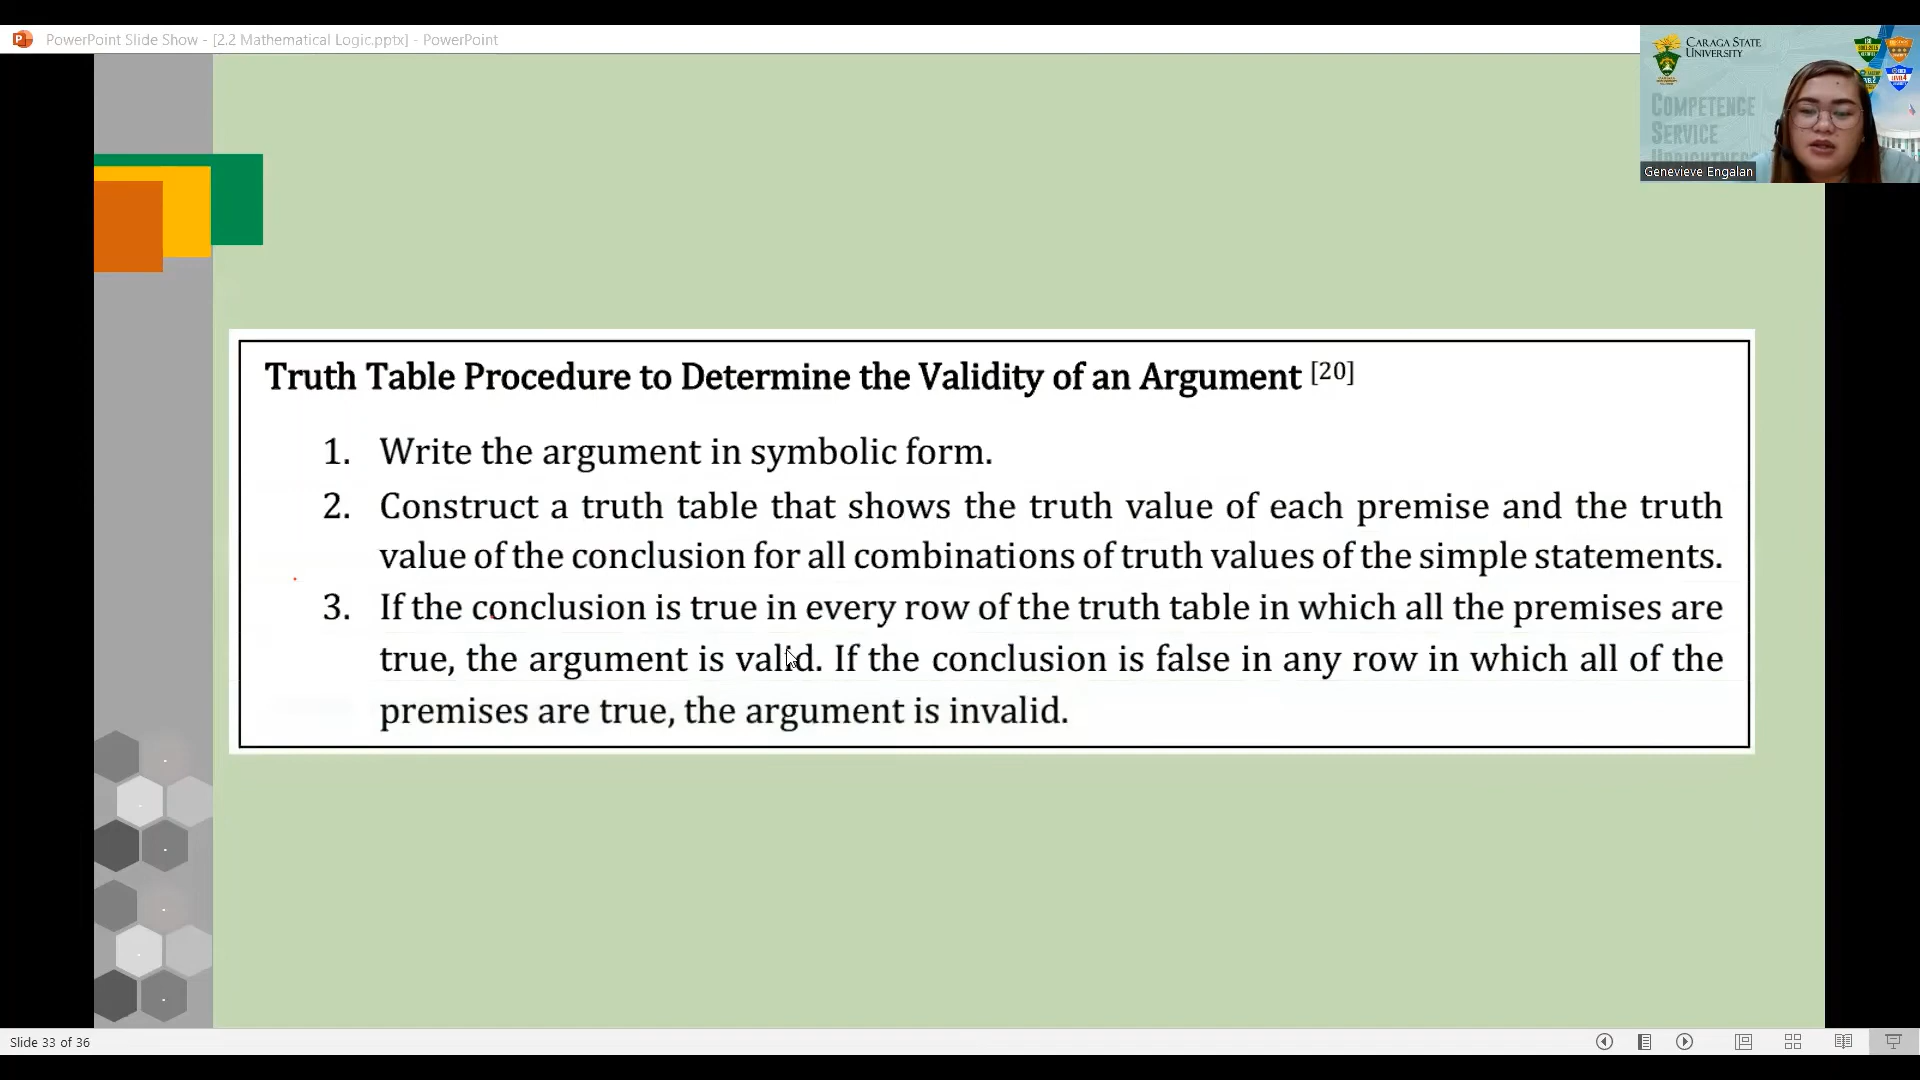 PowerPoint Slide Show - [2.2 Mathematical Logic.pptx] - PowerPoint
CARAGA STATE
UNIVERSITY
COMPETENCE
SERVICE
UPRIGHTNESS
Genevieve Engalan
Truth Table Procedure to Determine the Validity of an Argument [20]
1. Write the argument in symbolic form.
2. Construct a truth table that shows the truth value of each premise and the truth
value of the conclusion for all combinations of truth values of the simple statements.
3. If the conclusion is true in every row of the truth table in which all the premises are
true, the argument is valid. If the conclusion is false in any row in which all of the
premises are true, the argument is invalid.
Slide 33 of 36